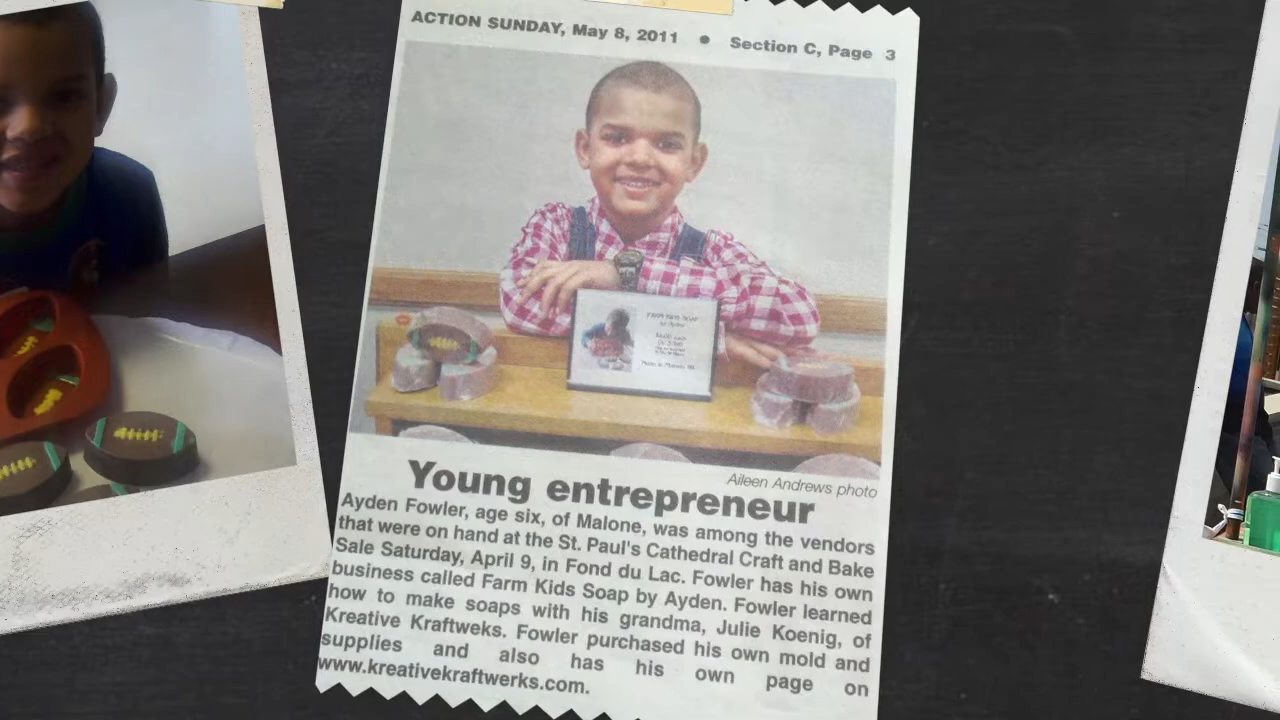 ACTION SUNDAY, May 8, 2011 • Section C, Page 3
Aileen Andrews photo
Young entrepreneur
Ayden Fowler, age six, of Malone, was among the vendors
that were on hand at the St. Paul's Cathedral Craft and Bake
Sale Saturday, April 9, in Fond du Lac. Fowler has his own
business called Farm Kids Soap by Ayden. Fowler learned
how to make soaps with his grandma, Julie Koenig, of
Kreative Kraftweks. Fowler purchased his own mold and
supplies and also has his own page on
www.kreativekraftwerks.com.